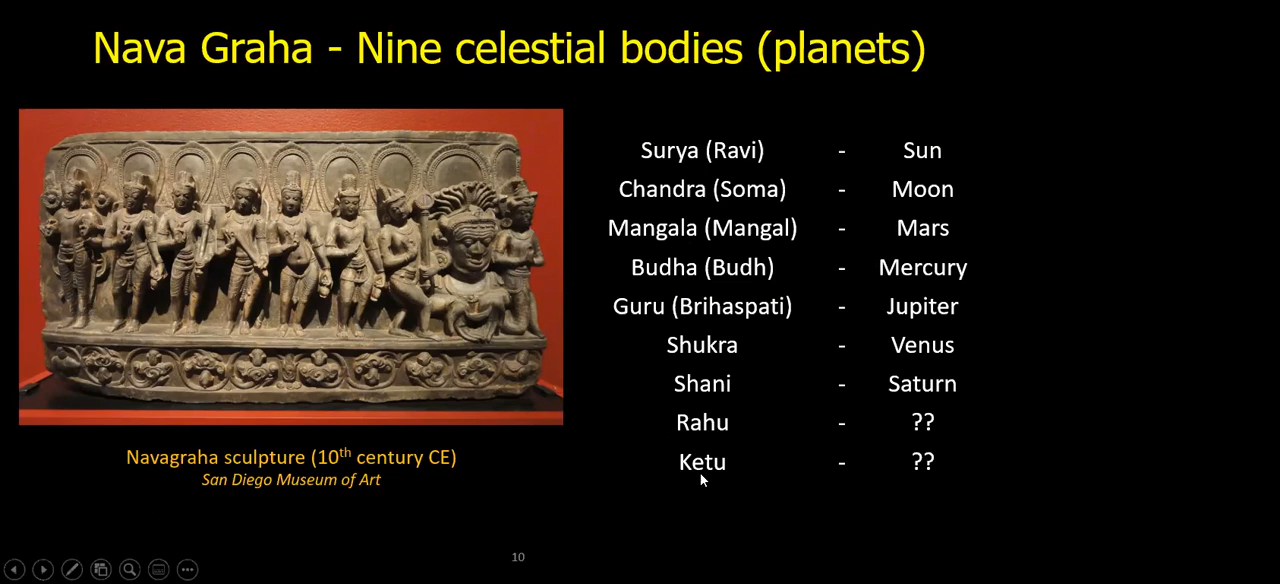 Nava Graha - Nine celestial bodies (planets)
Surya (Ravi) - Sun
Chandra (Soma) - Moon
Mangala (Mangal) - Mars
Budha (Budh) - Mercury
Guru (Brihaspati) - Jupiter
Shukra - Venus
Shani - Saturn
Rahu - ??
Ketu - ??
Navagraha sculpture (10th century CE)
San Diego Museum of Art
10